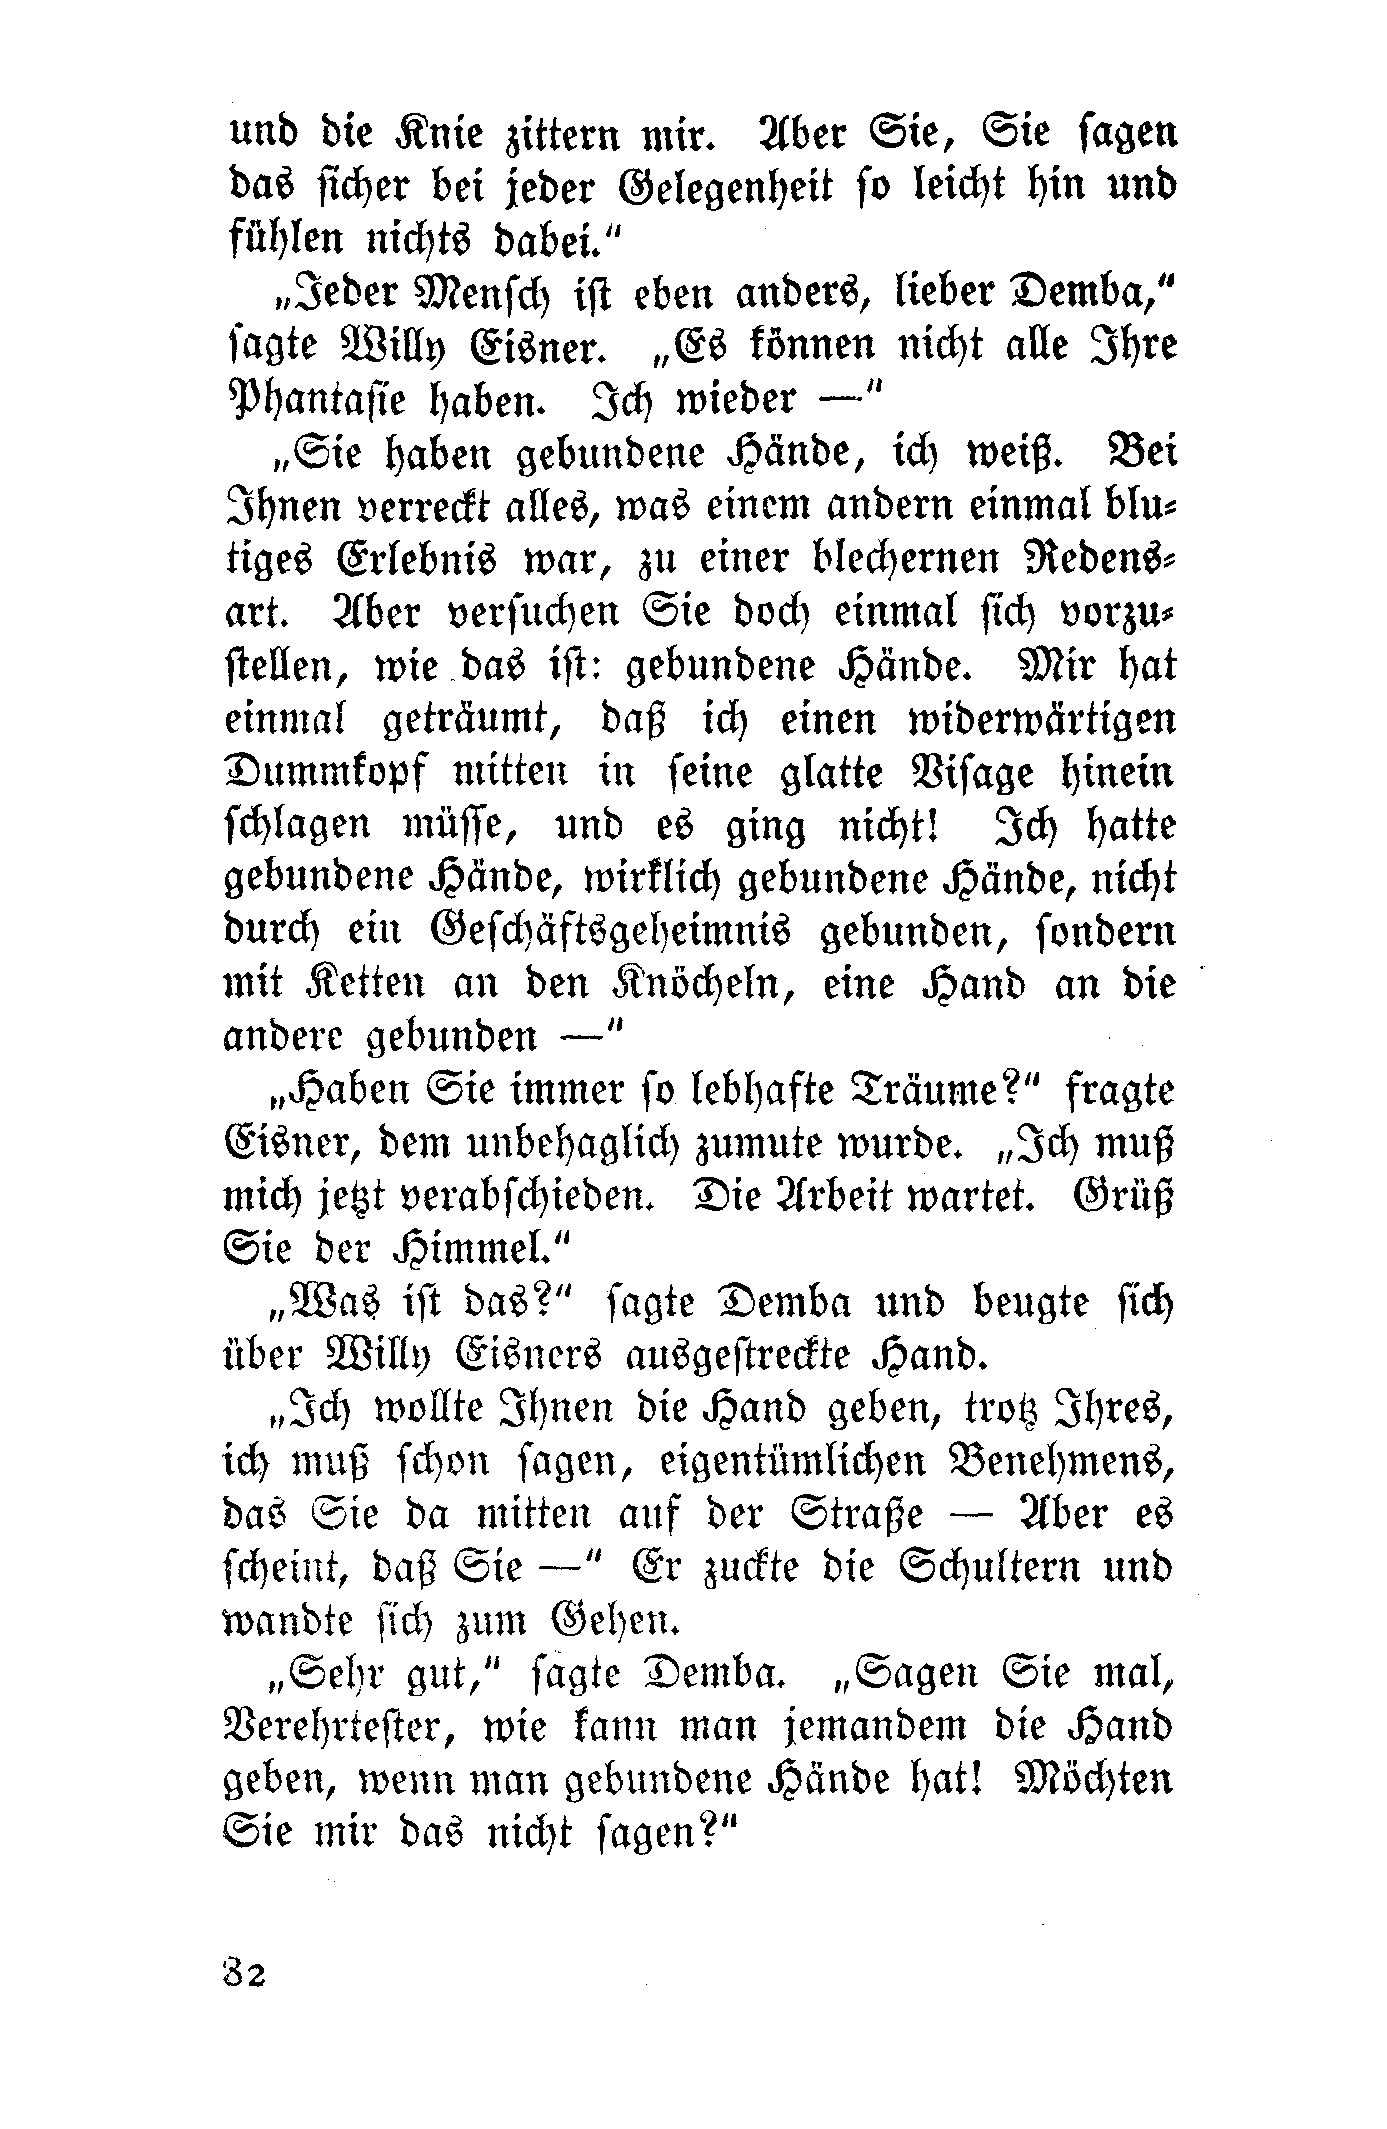 und die Knie zittern mir. Aber Sie, Sie sagen
das sicher bei jeder Gelegenheit so leicht hin und
fühlen nichts dabei.“
„Jeder Mensch ist eben anders, lieber Demba,“
sagte Willy Eisner. „Es können nicht alle Ihre
Phantasie haben. Ich wieder —“
„Sie haben gebundene Hände, ich weiß. Bei
Ihnen verreckt alles, was einem andern einmal blu-
tiges Erlebnis war, zu einer blechernen Redens-
art. Aber versuchen Sie doch einmal sich vorzu-
stellen, wie das ist: gebundene Hände. Mir hat
einmal geträumt, daß ich einen widerwärtigen
Dummkopf mitten in seine glatte Visage hinein
schlagen müsse, und es ging nicht! Ich hatte
gebundene Hände, wirklich gebundene Hände, nicht
durch ein Geschäftsgeheimnis gebunden, sondern
mit Ketten an den Knöcheln, eine Hand an die
andere gebunden —“
„Haben Sie immer so lebhafte Träume?“ fragte
Eisner, dem unbehaglich zumute wurde. „Ich muß
mich jetzt verabschieden. Die Arbeit wartet. Grüß
Sie der Himmel.“
„Was ist das?“ sagte Demba und beugte sich
über Willy Eisners ausgestreckte Hand.
„Ich wollte Ihnen die Hand geben, trotz Ihres,
ich muß schon sagen, eigentümlichen Benehmens,
das Sie da mitten auf der Straße — Aber es
scheint, daß Sie —“ Er zuckte die Schultern und
wandte sich zum Gehen.
„Sehr gut,“ sagte Demba. „Sagen Sie mal,
Verehrtester, wie kann man jemandem die Hand
geben, wenn man gebundene Hände hat! Möchten
Sie mir das nicht sagen?“
82